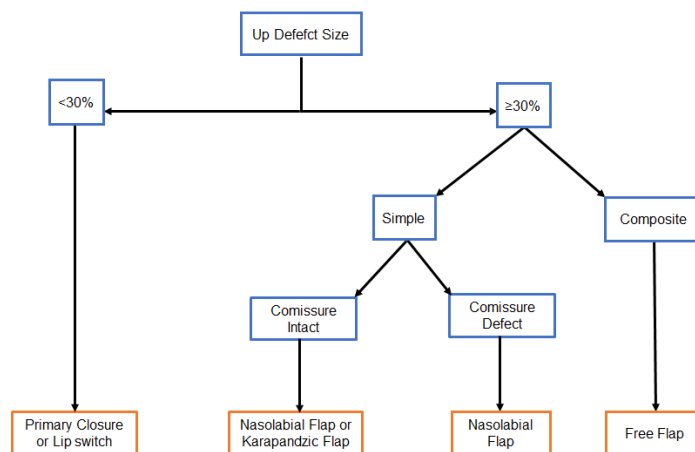 Up Defefct Size
<30%
≥30%
Simple
Composite
Comissure
Intact
Comissure
Defect
Primary Closure
or Lip switch
Nasolabial Flap or
Karapandzic Flap
Nasolabial
Flap
Free Flap